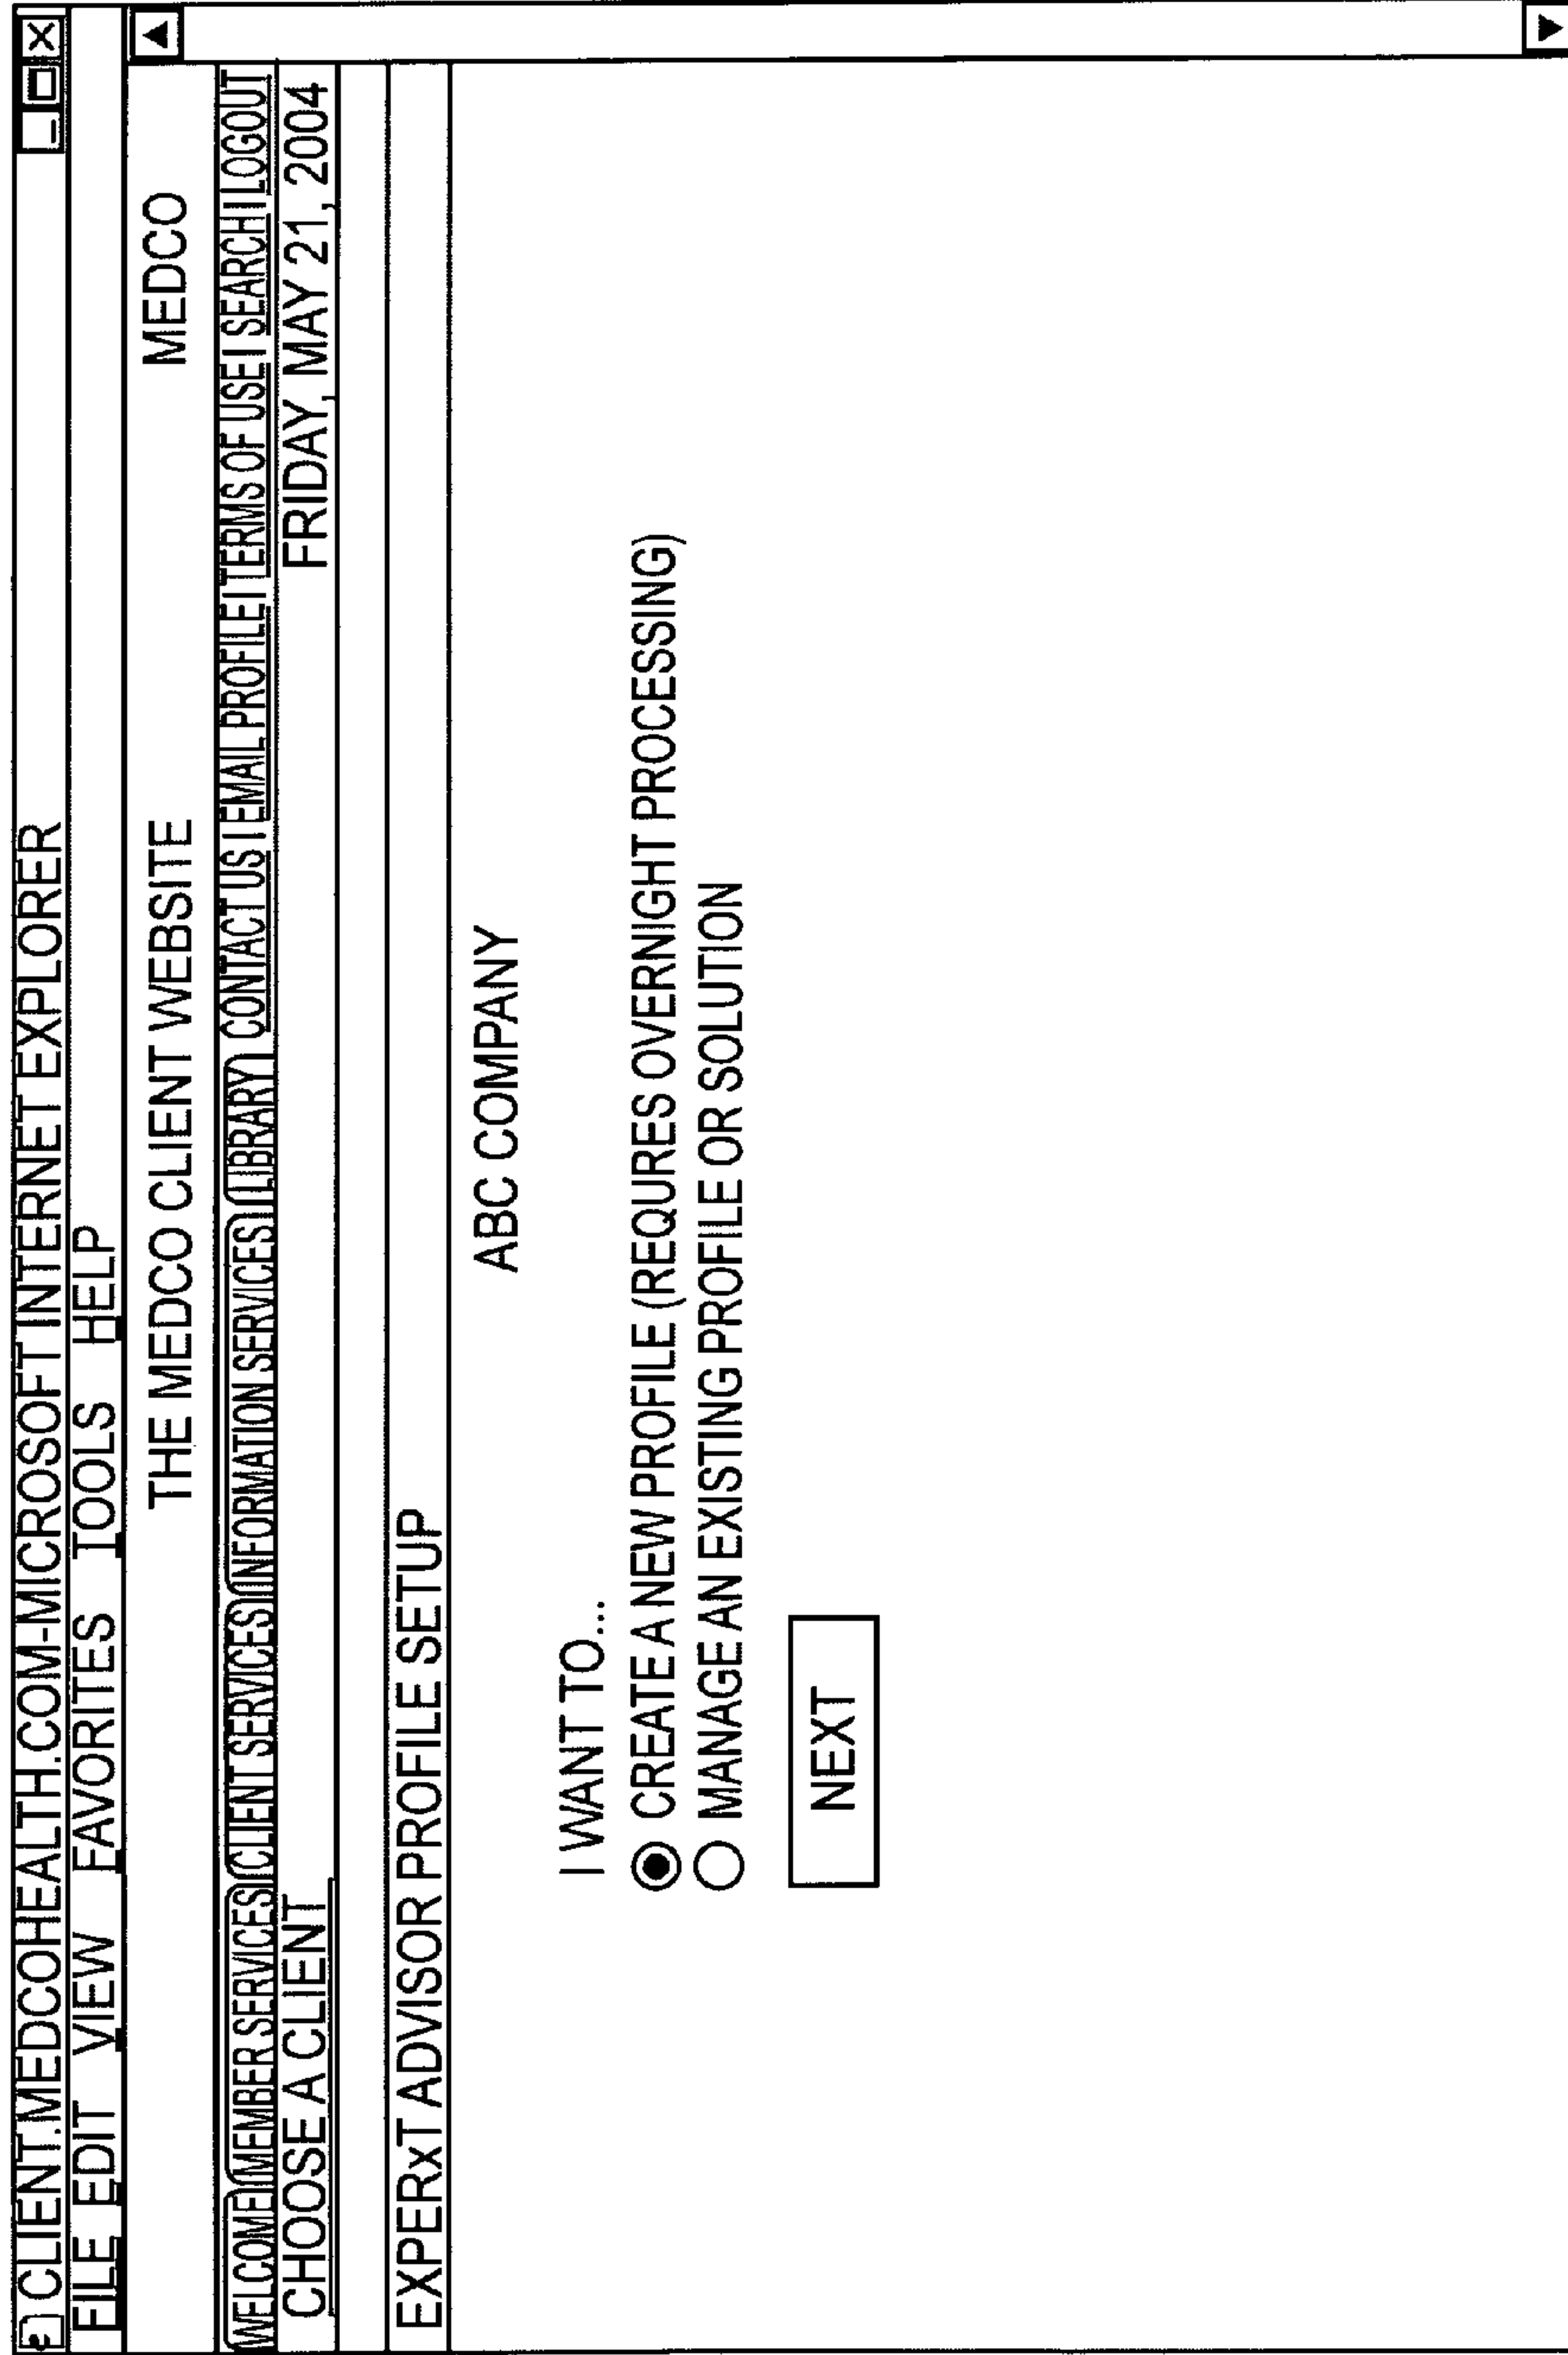 CLIENT.MEDCOHEALTH.COM-MICROSOFT INTERNET EXPLORER
FILE EDIT VIEW FAVORITES TOOLS HELP
THE MEDCO CLIENT WEBSITE MEDCO
WELCOME MEMBER SERVICES CLIENT SERVICES INFORMATION SERVICES LIBRARY CONTACT US | EMAIL PROFILE | TERMS OF USE | SEARCH | LOGOUT
CHOOSE A CLIENT FRIDAY, MAY 21, 2004
EXPERxT ADVISOR PROFILE SETUP
ABC COMPANY
I WANT TO...
CREATE A NEW PROFILE (REQURES OVERNIGHT PROCESSING)
MANAGE AN EXISTING PROFILE OR SOLUTION
NEXT